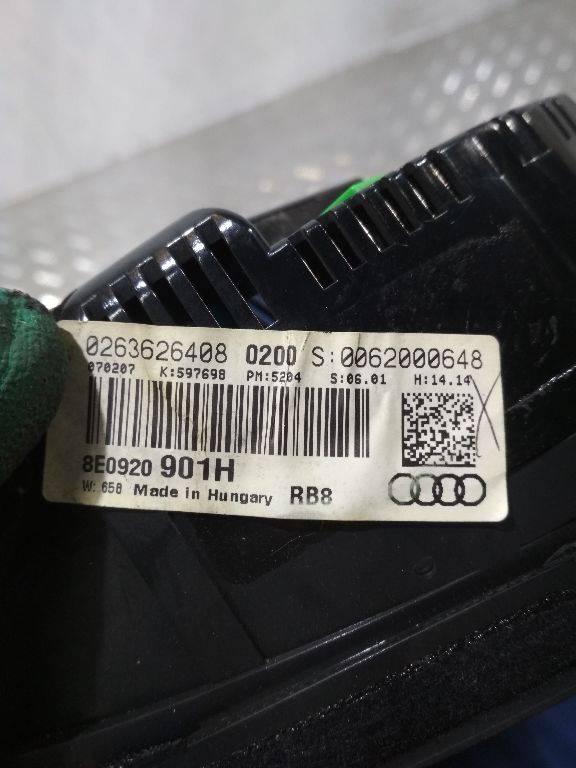 0263626408 0200 S:0062000648
070207 K:597698 PM:5204 S:06.01 H:14.14
8E0920 901H
W: 658 Made in Hungary RB8